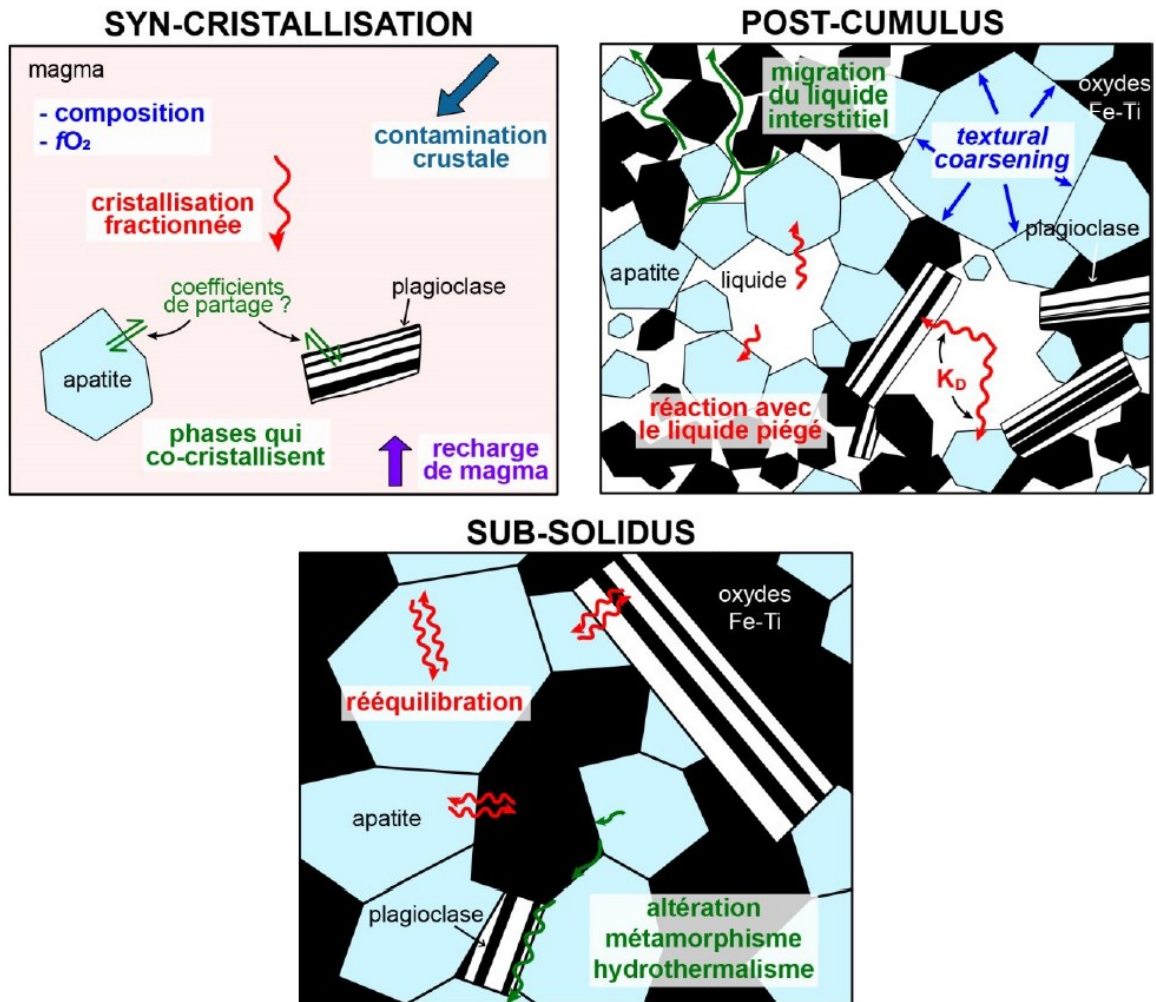 SYN-CRISTALLISATION
magma
- composition
- fO₂
contamination
crustale
cristallisation
fractionnée
coefficients
de partage ?
plagioclase
apatite
phases qui
co-cristallisent
recharge
de magma
POST-CUMULUS
migration
du liquide
interstitiel
oxydes
Fe-Ti
textural
coarsening
plagioclase
apatite
liquide
K_D
réaction avec
le liquide piégé
SUB-SOLIDUS
oxydes
Fe-Ti
rééquilibration
apatite
plagioclase
altération
métamorphisme
hydrothermalisme